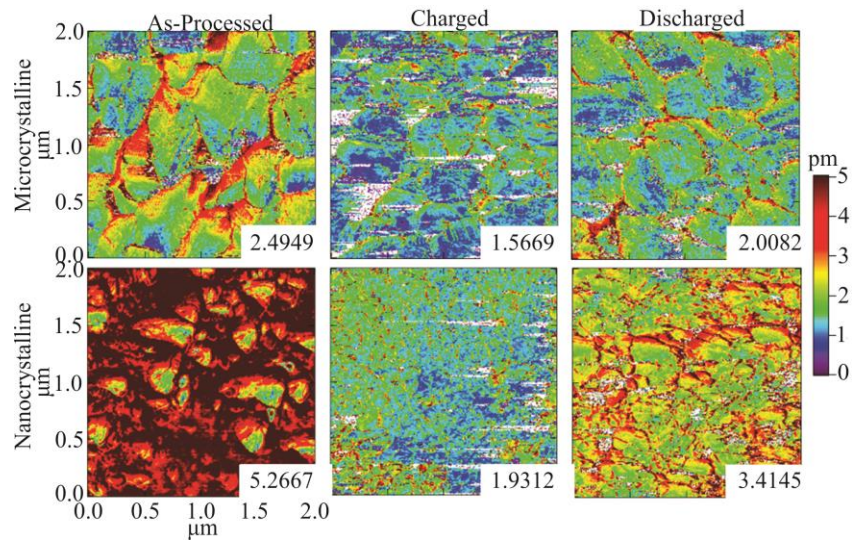 As-Processed Charged Discharged
Microcrystalline
μm
2.0
1.5
1.0
0.5
0.0
2.4949 1.5669 2.0082
pm
5
4
3
2
1
0
Nanocrystalline
μm
2.0
1.5
1.0
0.5
0.0
5.2667 1.9312 3.4145
0.0 0.5 1.0 1.5 2.0
μm